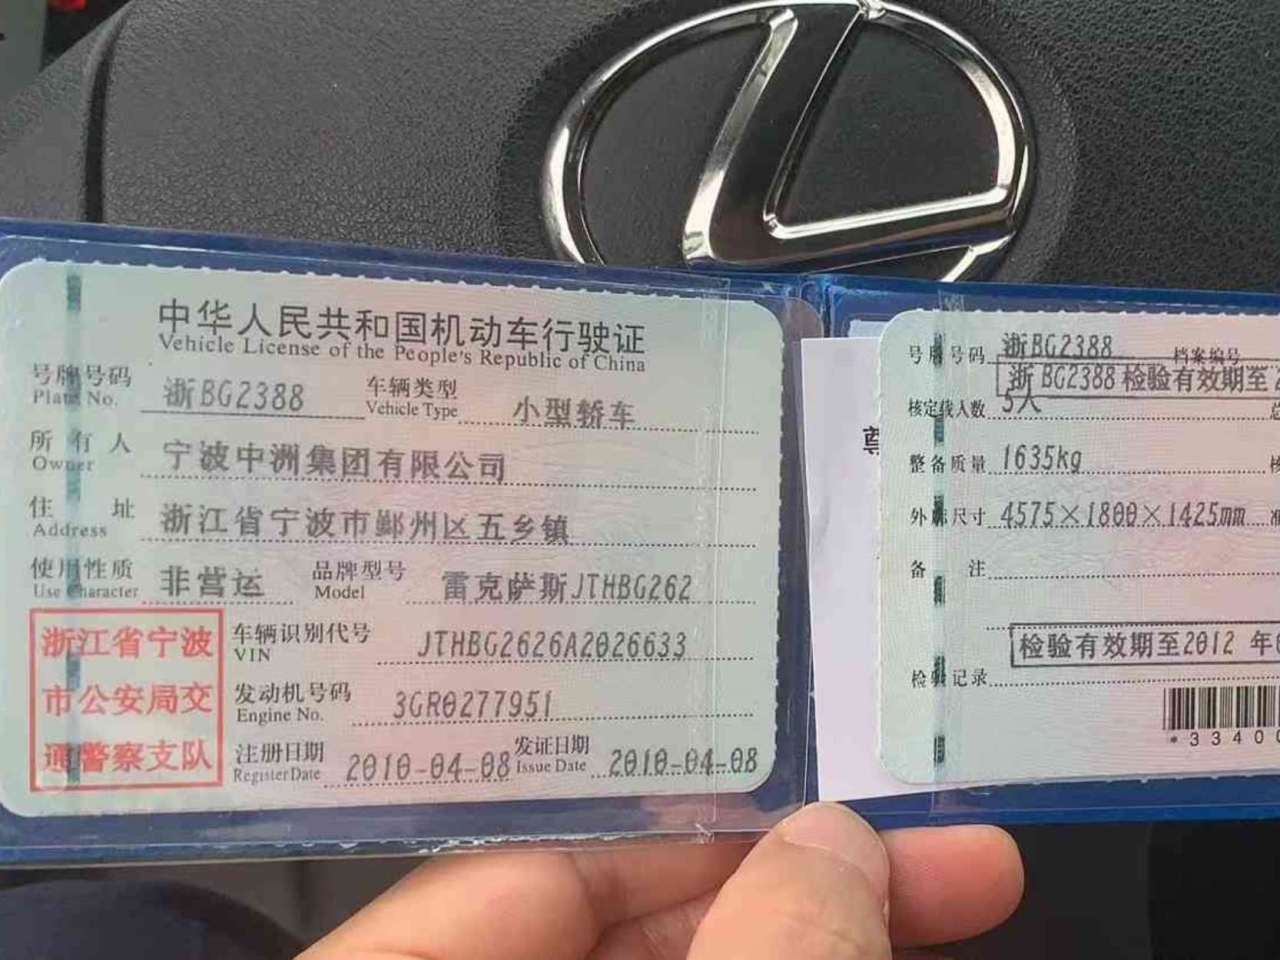 中华人民共和国机动车行驶证
Vehicle License of the People's Republic of China
号牌号码 浙BG2388 车辆类型 小型轿车
Plate No. Vehicle Type
所有人 宁波中洲集团有限公司
Owner
住址 浙江省宁波市鄞州区五乡镇
Address
使用性质 非营运 品牌型号 雷克萨斯JTHBG262
Use Character Model
浙江省宁波
市公安局交
通警察支队
车辆识别代号 JTHBG2626A2026633
VIN
发动机号码 3GR0277951
Engine No.
注册日期 2010-04-08 发证日期 2010-04-08
Register Date Issue Date
号牌号码 浙BG2388 档案编号
浙BG2388检验有效期至2
核定载人数 5人
整备质量 1635kg
外廓尺寸 4575×1800×1425mm
备注
检验有效期至2012 年
检验记录
*33400